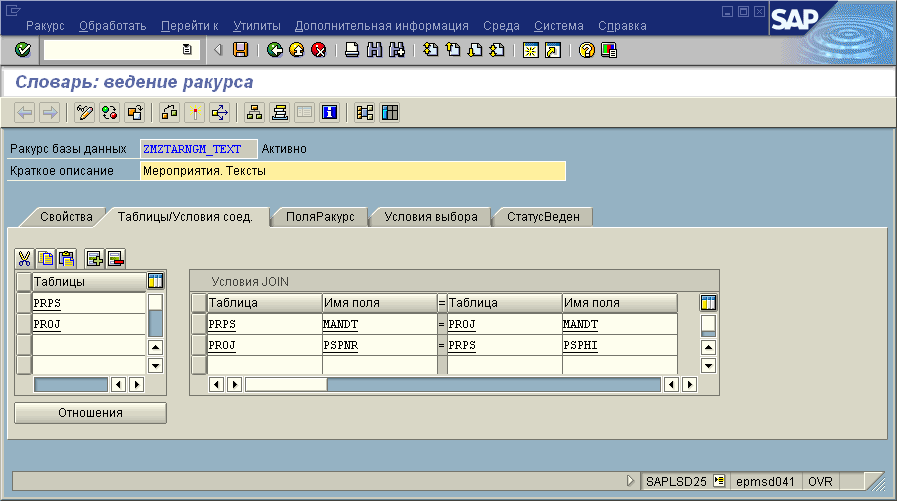 Ракурс Обработать Перейти к Утилиты Дополнительная информация Среда Система Справка
SAP
Словарь: ведение ракурса
Ракурс базы данных ZMZTARNGM_TEXT Активно
Краткое описание Мероприятия. Тексты
Свойства Таблицы/Условия соед. ПоляРакурс Условия выбора СтатусВеден
Таблицы
PRPS
PROJ
Условия JOIN
Таблица Имя поля = Таблица Имя поля
PRPS MANDT = PROJ MANDT
PROJ PSPNR = PRPS PSPHI
Отношения
SAPLSD25 epmsd041 OVR